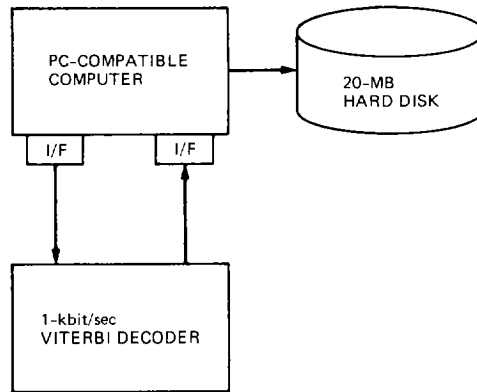 PC-COMPATIBLE
COMPUTER
20-MB
HARD DISK
I/F
I/F
1-kbit/sec
VITERBI DECODER